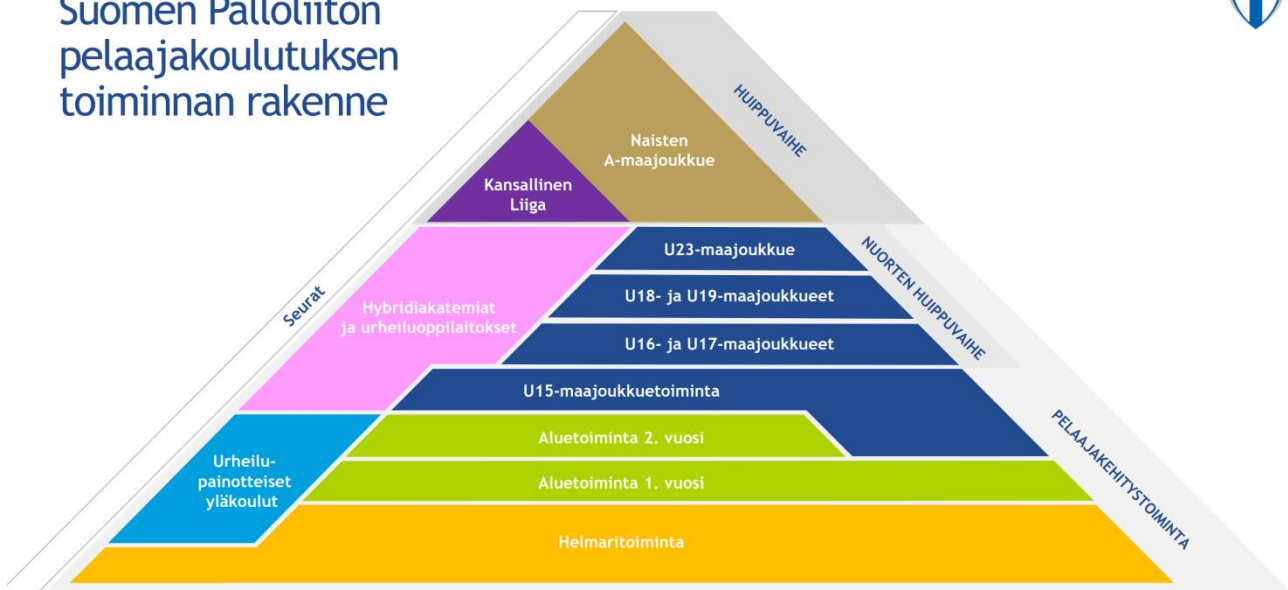 Suomen Palloliiton
pelaajakoulutuksen
toiminnan rakenne
HUIPPUVAIHE
Naisten
A-maajoukkue
Kansallinen
Liiga
Seurat
U23-maajoukkue
NUORTEN HUIPPUVAIHE
Hybridiakatemiat
ja urheiluoppilaitokset
U18- ja U19-maajoukkueet
U16- ja U17-maajoukkueet
U15-maajoukkuetoiminta
PELAAJAKEHITYSTOIMINTA
Urheilu-
painotteiset
yläkoulut
Aluetoiminta 2. vuosi
Aluetoiminta 1. vuosi
Helmaritoiminta